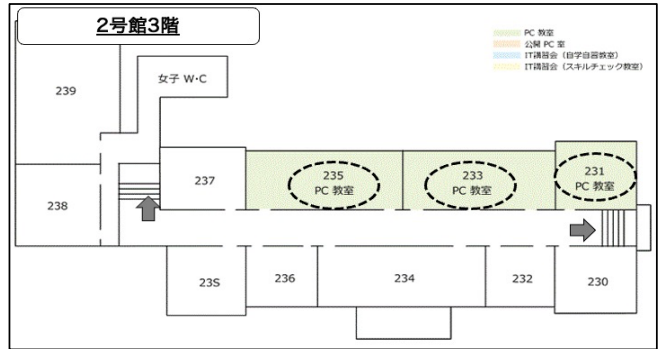 2号館3階
PC 教室
公開 PC 室
IT講習会（自学自習教室）
IT講習会（スキルチェック教室）
女子 W・C
239
238
237
235
PC 教室
233
PC 教室
231
PC 教室
23S
236
234
232
230